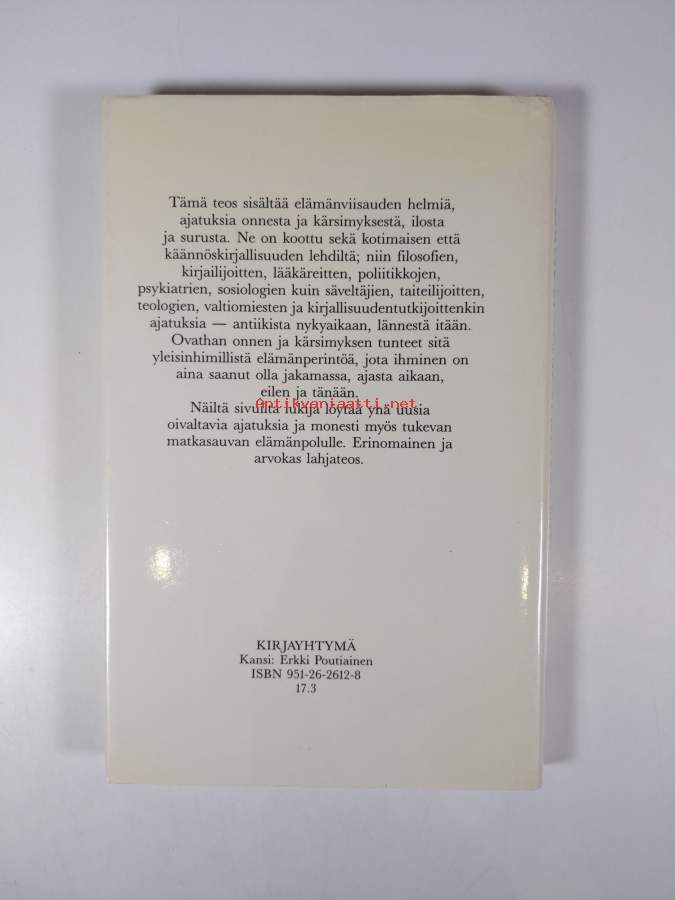 Tämä teos sisältää elämänviisauden helmiä,
ajatuksia onnesta ja kärsimyksestä, ilosta
ja surusta. Ne on koottu sekä kotimaisen että
käännöskirjallisuuden lehdiltä; niin filosofien,
kirjailijoitten, lääkäreitten, poliitikkojen,
psykiatrien, sosiologien kuin säveltäjien, taiteilijoitten,
teologien, valtiomiesten ja kirjallisuudentutkijoittenkin
ajatuksia — antiikista nykyaikaan, lännestä itään.
Ovathan onnen ja kärsimyksen tunteet sitä
yleisinhimillistä elämänperintöä, jota ihminen on
aina saanut olla jakamassa, ajasta aikaan,
eilen ja tänään.
Antikvariaatti.net
Näiltä sivuilta lukija löytää yhä uusia
oivaltavia ajatuksia ja monesti myös tukevan
matkasauvan elämänpolulle. Erinomainen ja
arvokas lahjateos.
KIRJAYHTYMÄ
Kansi: Erkki Poutiainen
ISBN 951-26-2612-8
17.3